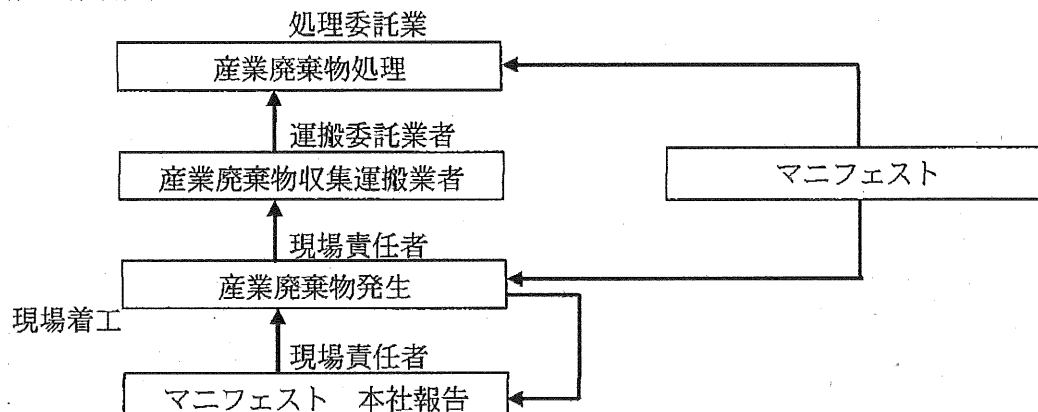 処理委託業
産業廃棄物処理
運搬委託業者
産業廃棄物収集運搬業者
マニフェスト
現場責任者
産業廃棄物発生
現場着工
現場責任者
マニフェスト　本社報告